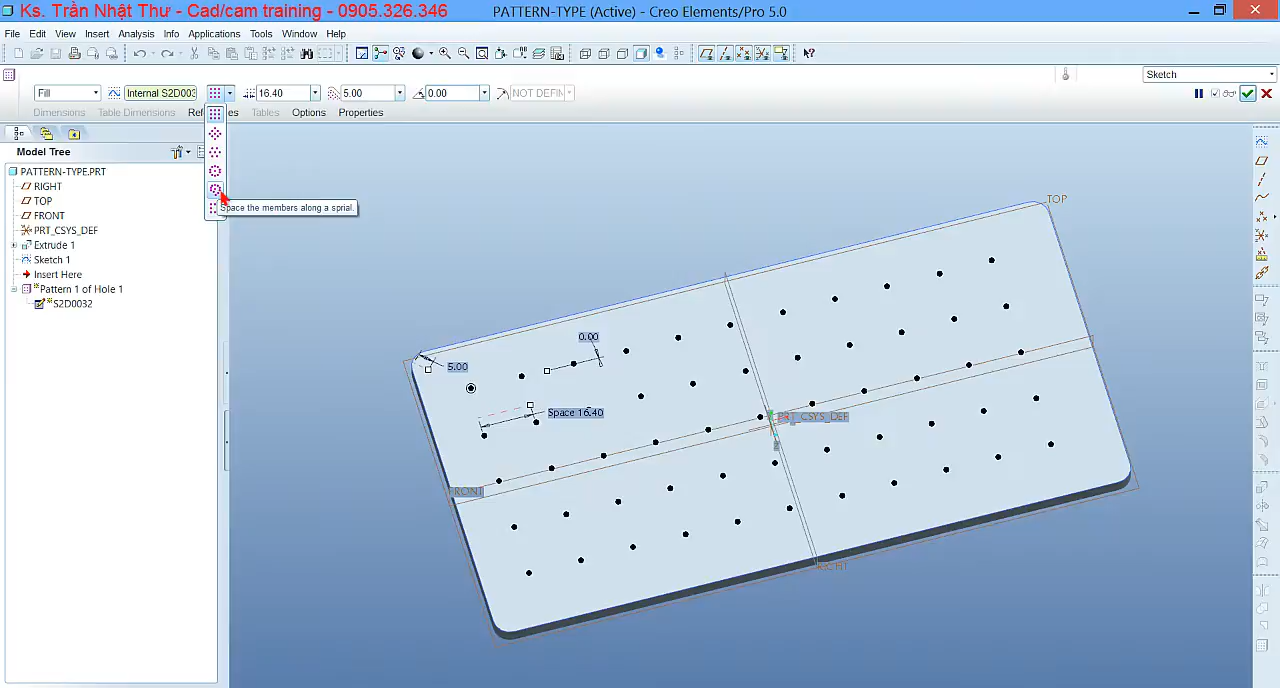 Ks. Trần Nhật Thư - Cad/cam training - 0905.326.346
PATTERN-TYPE (Active) - Creo Elements/Pro 5.0
File Edit View Insert Analysis Info Applications Tools Window Help
Sketch
Fill
Internal S2D003
16.40
5.00
0.00
NOT DEFIN
Dimensions Table Dimensions Ref es Tables Options Properties
Model Tree
PATTERN-TYPE.PRT
RIGHT
TOP
FRONT
PRT_CSYS_DEF
Extrude 1
Sketch 1
Insert Here
Pattern 1 of Hole 1
S2D0032
Space the members along a sprial.
TOP
0.00
5.00
Space 16.40
PRT_CSYS_DEF
FRONT